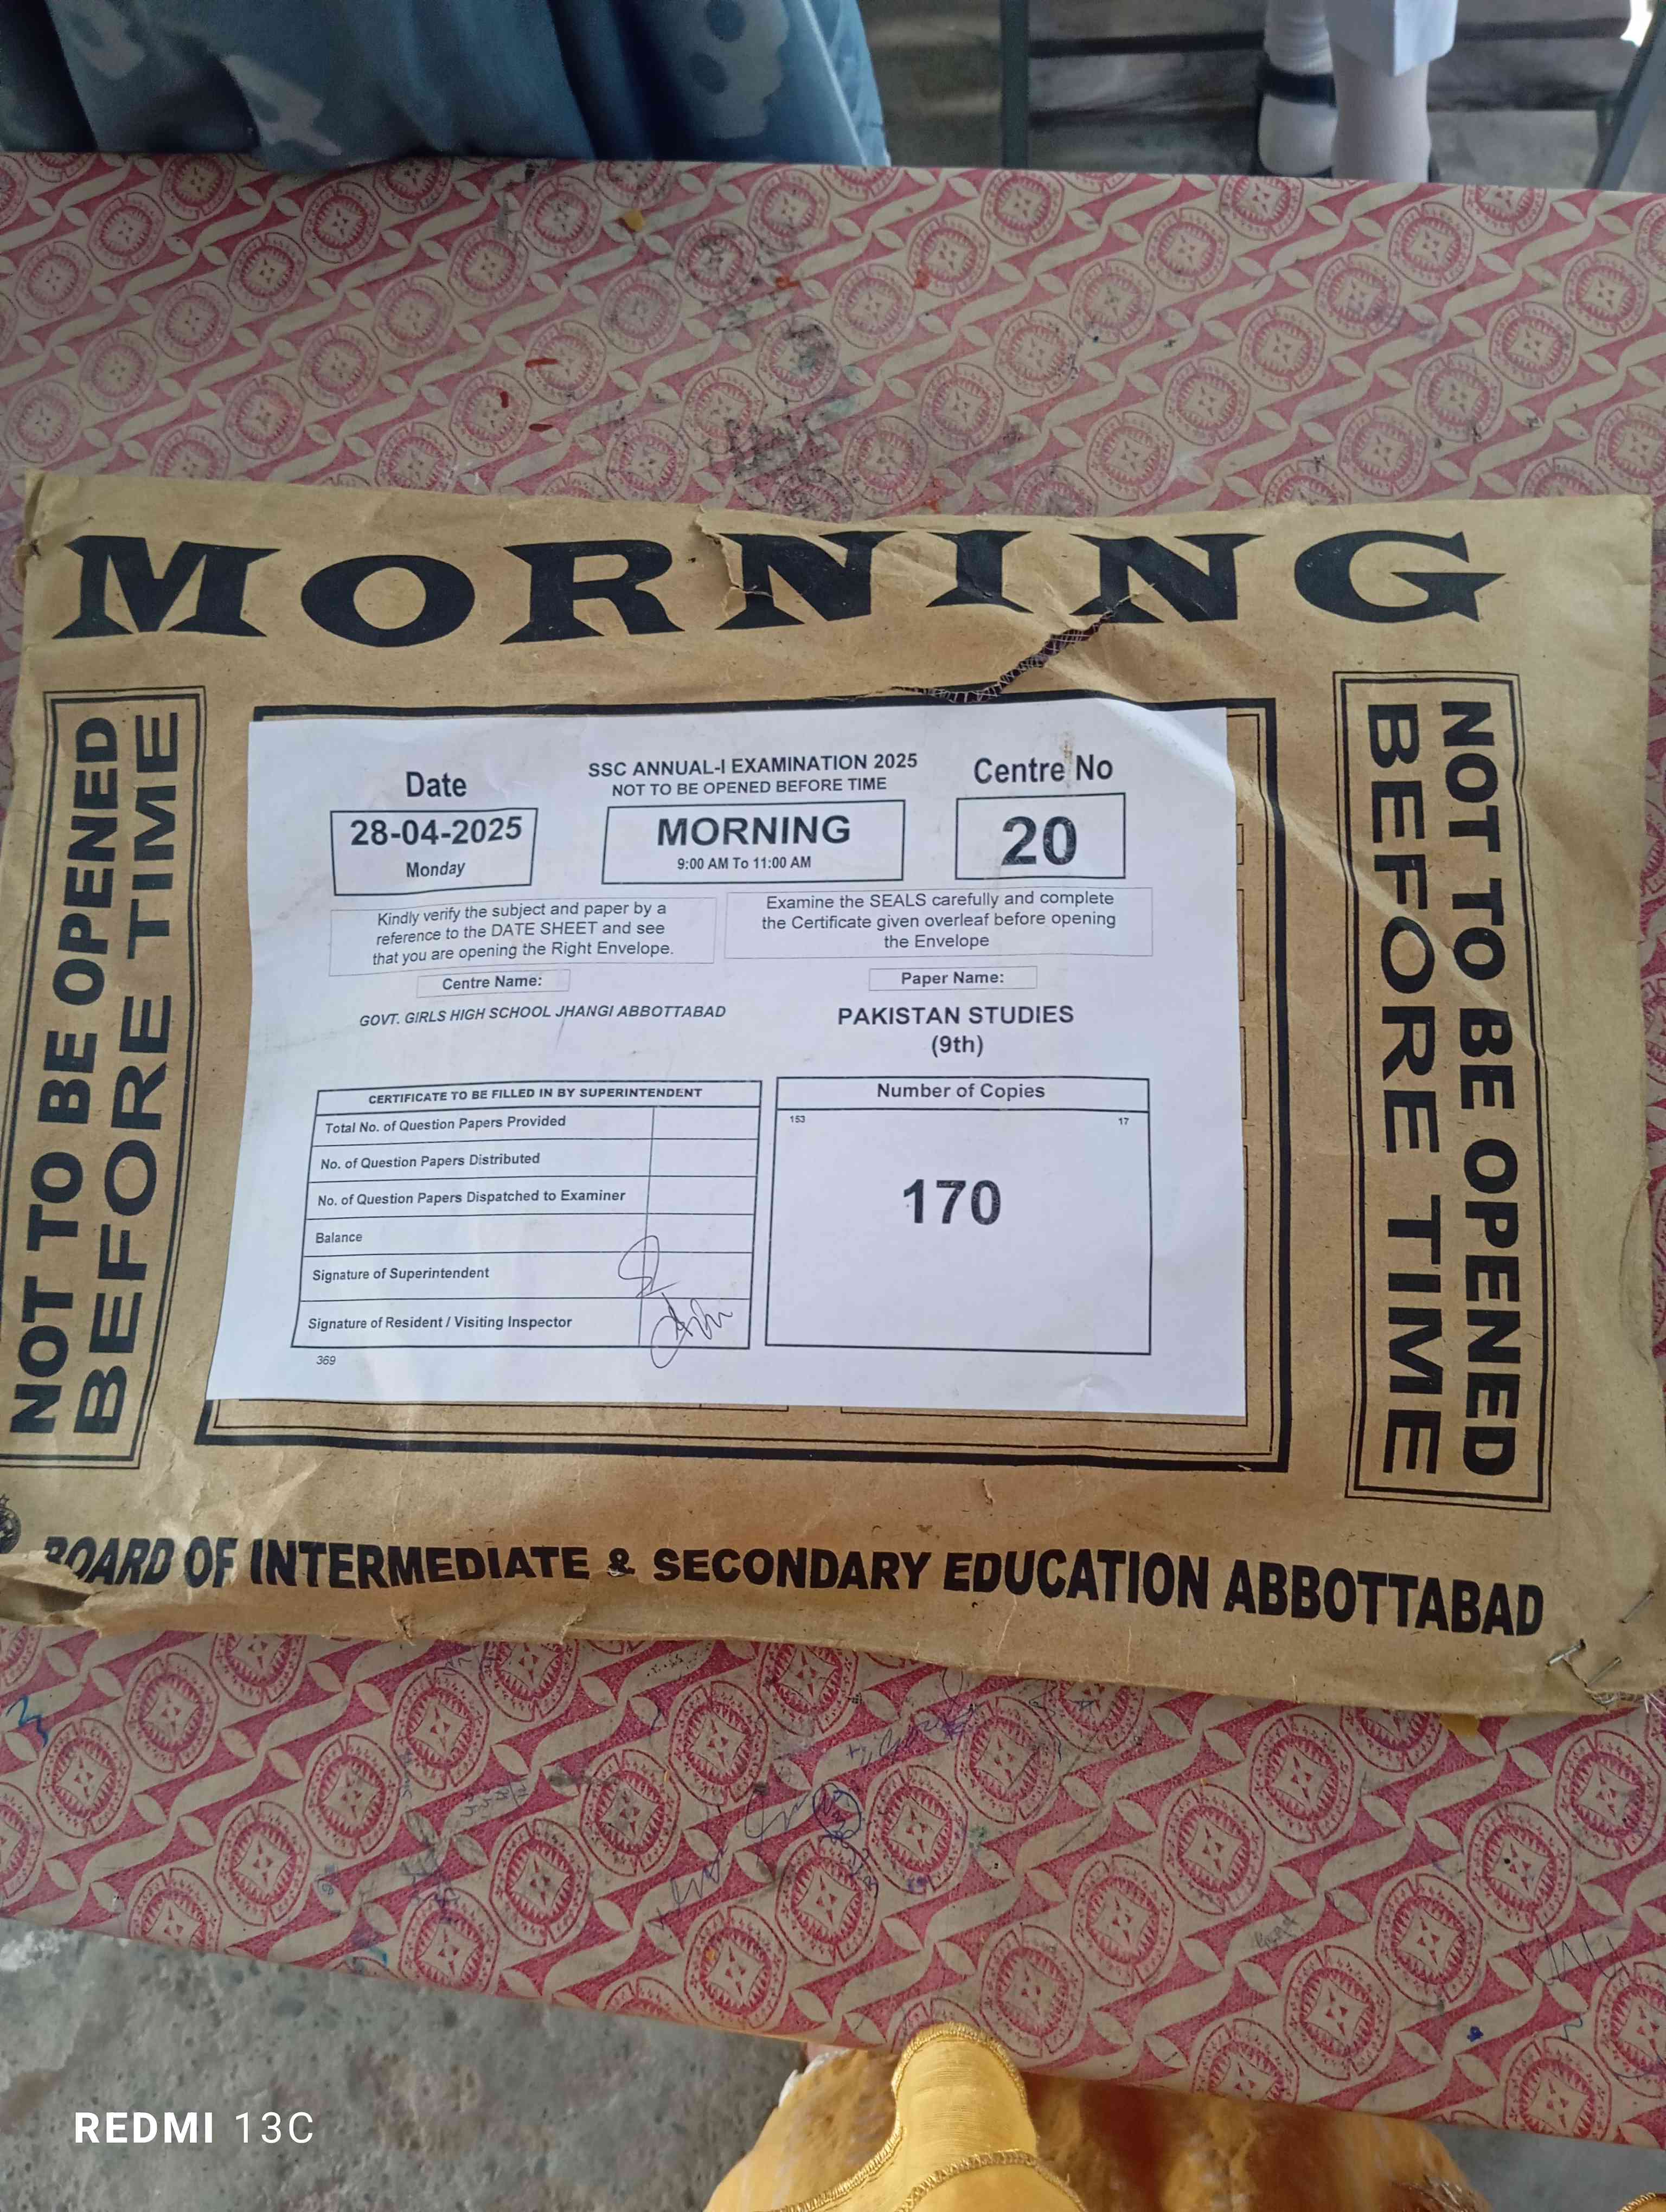 MORNING
NOT TO BE OPENED
BEFORE TIME
Date
28-04-2025
Monday
SSC ANNUAL-I EXAMINATION 2025
NOT TO BE OPENED BEFORE TIME
MORNING
9:00 AM To 11:00 AM
Centre No
20
Kindly verify the subject and paper by a
reference to the DATE SHEET and see
that you are opening the Right Envelope.
Examine the SEALS carefully and complete
the Certificate given overleaf before opening
the Envelope
Centre Name:
GOVT. GIRLS HIGH SCHOOL JHANGI ABBOTTABAD
Paper Name:
PAKISTAN STUDIES
(9th)
CERTIFICATE TO BE FILLED IN BY SUPERINTENDENT
Total No. of Question Papers Provided
No. of Question Papers Distributed
No. of Question Papers Dispatched to Examiner
Balance
Signature of Superintendent
Signature of Resident / Visiting Inspector
369
Number of Copies
153 17
170
NOT TO BE OPENED
BEFORE TIME
BOARD OF INTERMEDIATE & SECONDARY EDUCATION ABBOTTABAD
REDMI 13C